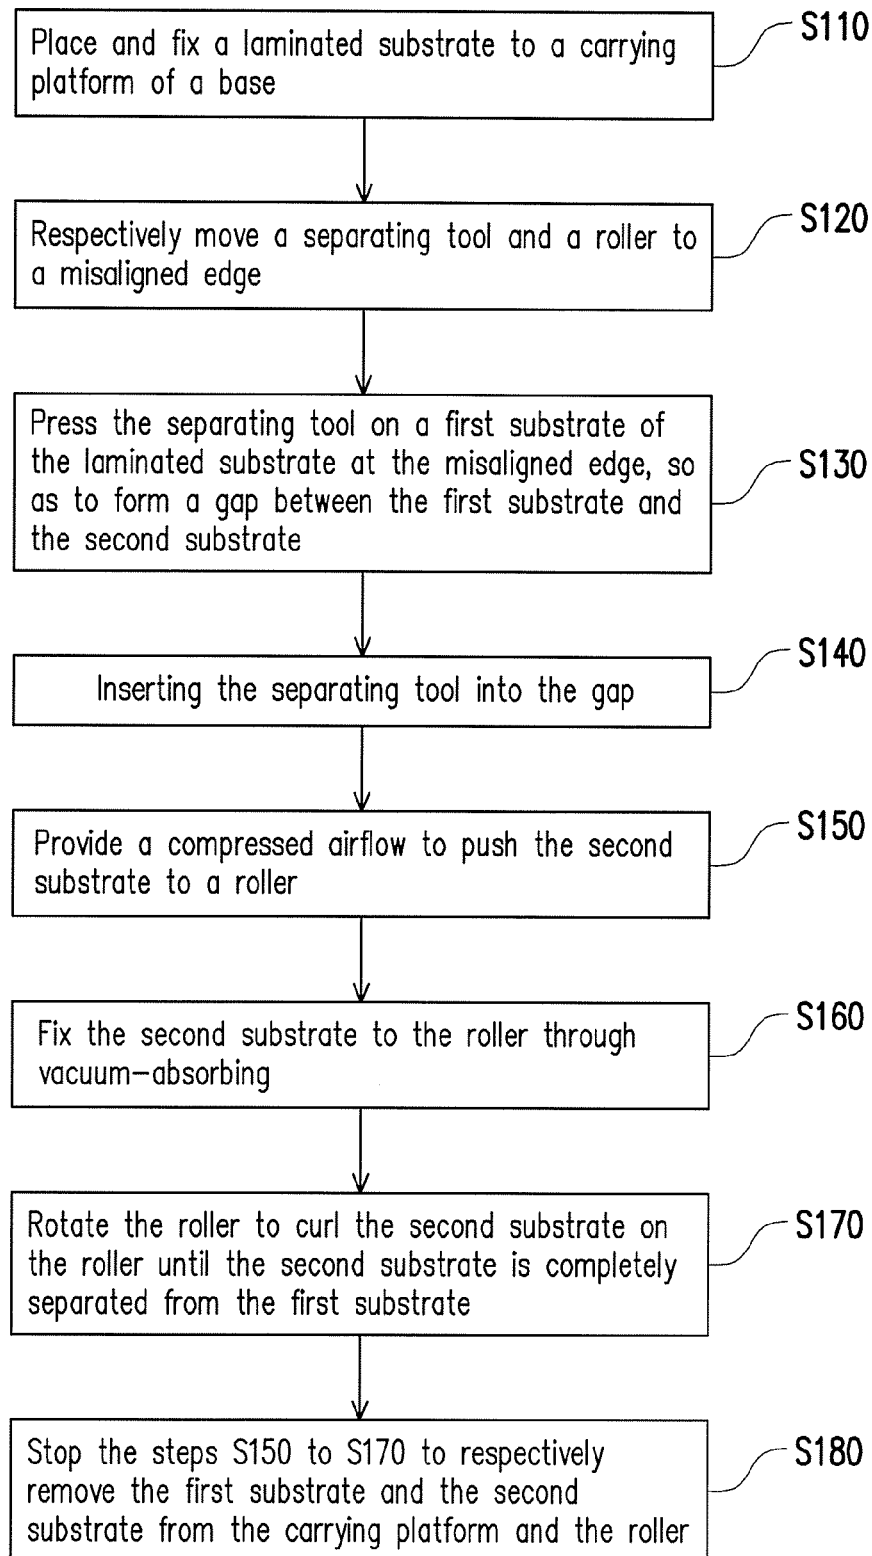 Place and fix a laminated substrate to a carrying
platform of a base
S110
Respectively move a separating tool and a roller to
a misaligned edge
S120
Press the separating tool on a first substrate of
the laminated substrate at the misaligned edge, so
as to form a gap between the first substrate and
the second substrate
S130
Inserting the separating tool into the gap
S140
Provide a compressed airflow to push the second
substrate to a roller
S150
Fix the second substrate to the roller through
vacuum-absorbing
S160
Rotate the roller to curl the second substrate on
the roller until the second substrate is completely
separated from the first substrate
S170
Stop the steps S150 to S170 to respectively
remove the first substrate and the second
substrate from the carrying platform and the roller
S180